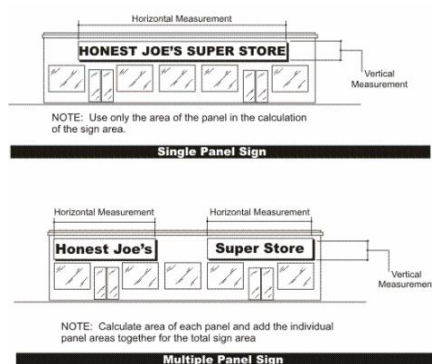 Horizontal Measurement
HONEST JOE'S SUPER STORE
Vertical
Measurement
NOTE: Use only the area of the panel in the calculation
of the sign area.
Single Panel Sign
Horizontal Measurement Horizontal Measurement
Honest Joe's Super Store
Vertical
Measurement
NOTE: Calculate area of each panel and add the individual
panel areas together for the total sign area
Multiple Panel Sign